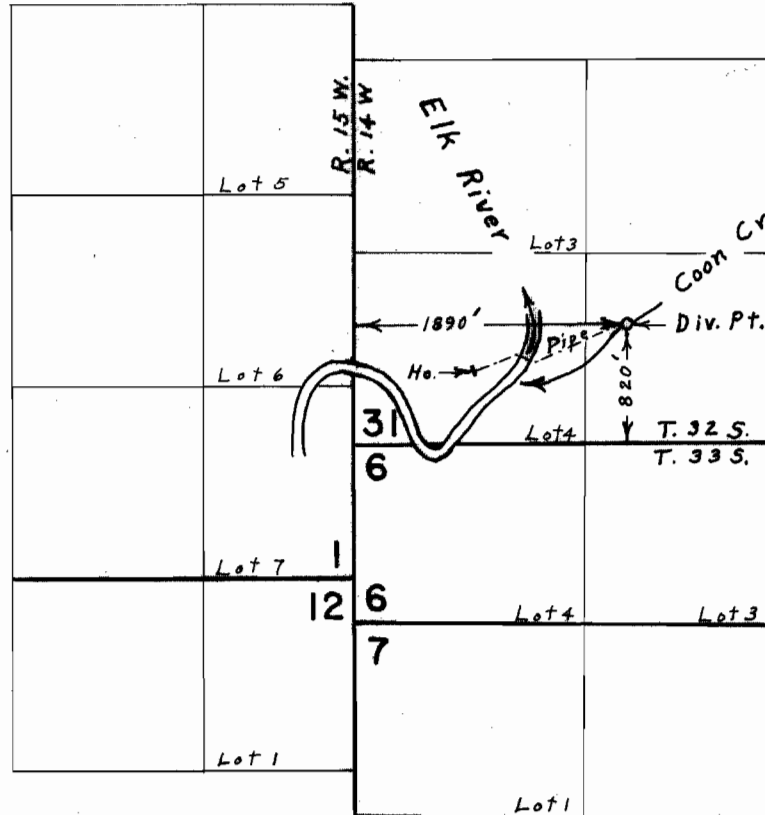 R. 15 W.
R. 14 W
Elk River
Lot 5
Lot 3
Coon Cr
1890'
Div. Pt.
Pipe
Ho.
820'
Lot 6
31
Lot 4
T. 32 S.
6
T. 33 S.
1
Lot 7
12
6
Lot 4
Lot 3
7
Lot 1
Lot 1